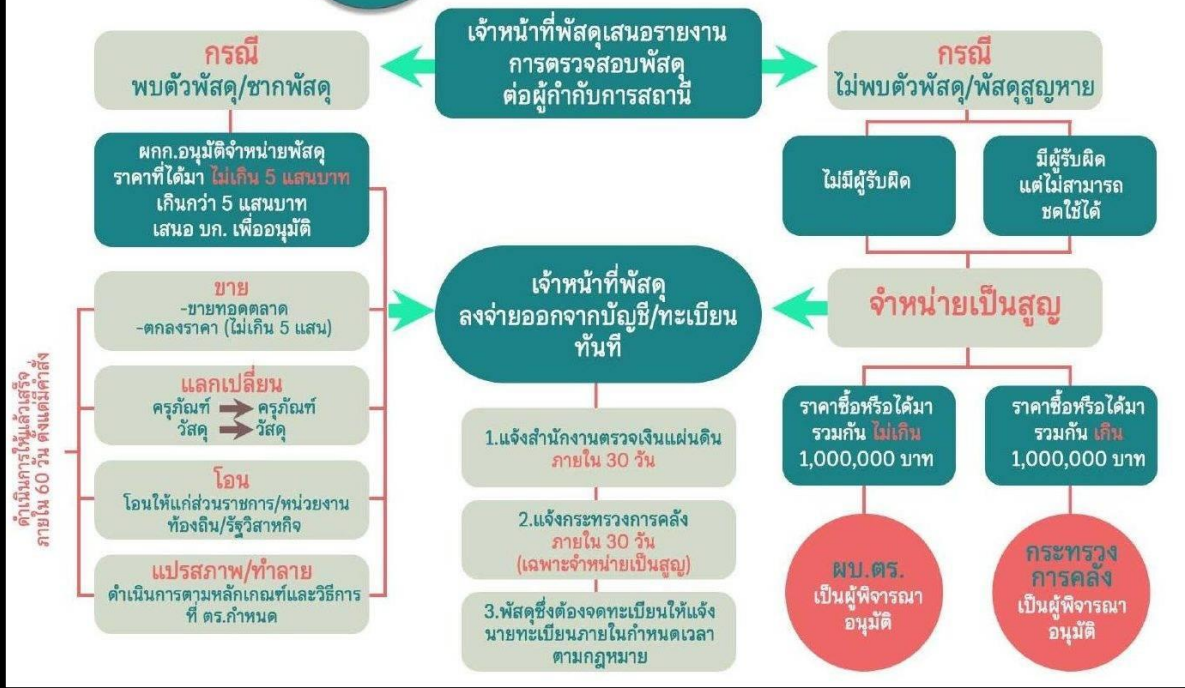 เจ้าหน้าที่พัสดุเสนอรายงาน
การตรวจสอบพัสดุ
ต่อผู้กำกับการสถานี
กรณี
พบตัวพัสดุ/ซากพัสดุ
ผกก.อนุมัติจำหน่ายพัสดุ
ราคาที่ได้มา ไม่เกิน 5 แสนบาท
เกินกว่า 5 แสนบาท
เสนอ บก. เพื่ออนุมัติ
ดำเนินการให้แล้วเสร็จ
ภายใน 60 วัน ตั้งแต่มีคำสั่ง
ขาย
-ขายทอดตลาด
-ตกลงราคา (ไม่เกิน 5 แสน)
แลกเปลี่ยน
ครุภัณฑ์ ครุภัณฑ์
วัสดุ วัสดุ
โอน
โอนให้แก่ส่วนราชการ/หน่วยงาน
ท้องถิ่น/รัฐวิสาหกิจ
แปรสภาพ/ทำลาย
ดำเนินการตามหลักเกณฑ์และวิธีการ
ที่ ตร.กำหนด
เจ้าหน้าที่พัสดุ
ลงจ่ายออกจากบัญชี/ทะเบียน
ทันที
1.แจ้งสำนักงานตรวจเงินแผ่นดิน
ภายใน 30 วัน
2.แจ้งกระทรวงการคลัง
ภายใน 30 วัน
(เฉพาะจำหน่ายเป็นสูญ)
3.พัสดุซึ่งต้องจดทะเบียนให้แจ้ง
นายทะเบียนภายในกำหนดเวลา
ตามกฎหมาย
กรณี
ไม่พบตัวพัสดุ/พัสดุสูญหาย
ไม่มีผู้รับผิด
มีผู้รับผิด
แต่ไม่สามารถ
ชดใช้ได้
จำหน่ายเป็นสูญ
ราคาซื้อหรือได้มา
รวมกัน ไม่เกิน
1,000,000 บาท
ราคาซื้อหรือได้มา
รวมกัน เกิน
1,000,000 บาท
ผบ.ตร.
เป็นผู้พิจารณา
อนุมัติ
กระทรวง
การคลัง
เป็นผู้พิจารณา
อนุมัติ